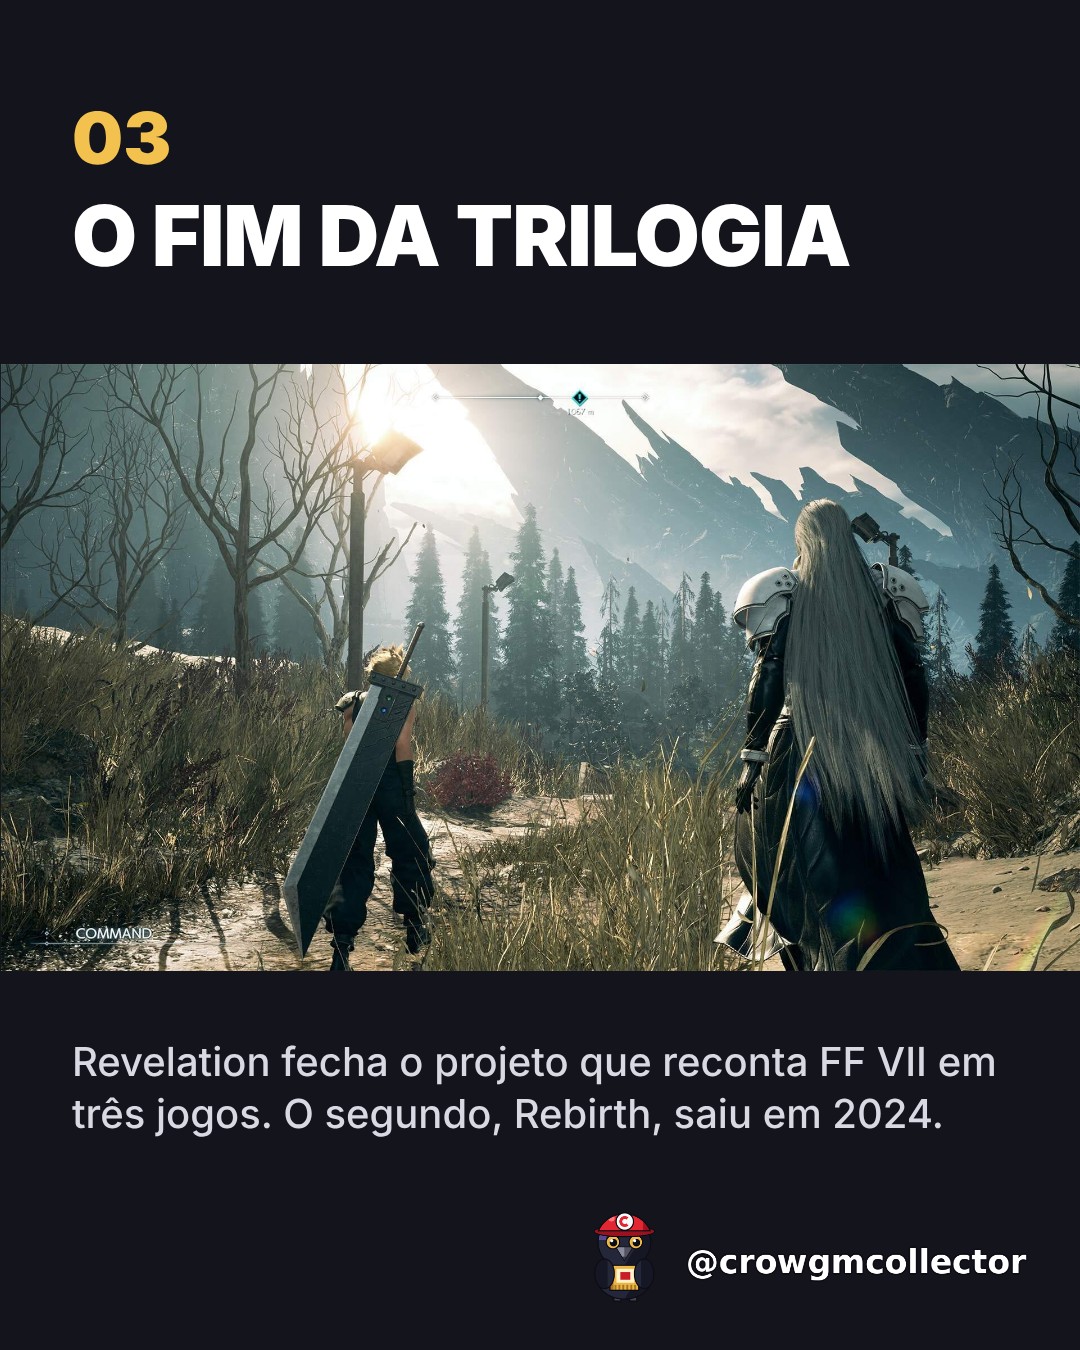 03
O FIM DA TRILOGIA
1067 m
COMMAND
Revelation fecha o projeto que reconta FF VII em
três jogos. O segundo, Rebirth, saiu em 2024.
C
@crowgmcollector